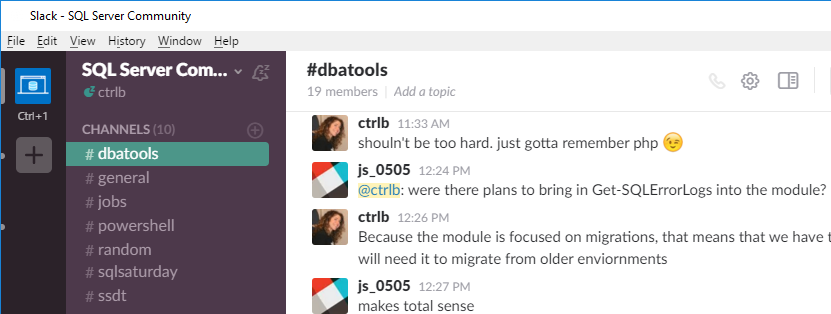 Slack - SQL Server Community
File Edit View History Window Help
Ctrl+1
SQL Server Com...
ctrlb
CHANNELS (10)
# dbatools
# general
# jobs
# powershell
# random
# sqlsaturday
# ssdt
#dbatools
19 members | Add a topic
ctrlb 11:33 AM
shouln't be too hard. just gotta remember php
js_0505 12:24 PM
@ctrlb: were there plans to bring in Get-SQLErrorLogs into the module?
ctrlb 12:26 PM
Because the module is focused on migrations, that means that we have
will need it to migrate from older enviornments
js_0505 12:27 PM
makes total sense